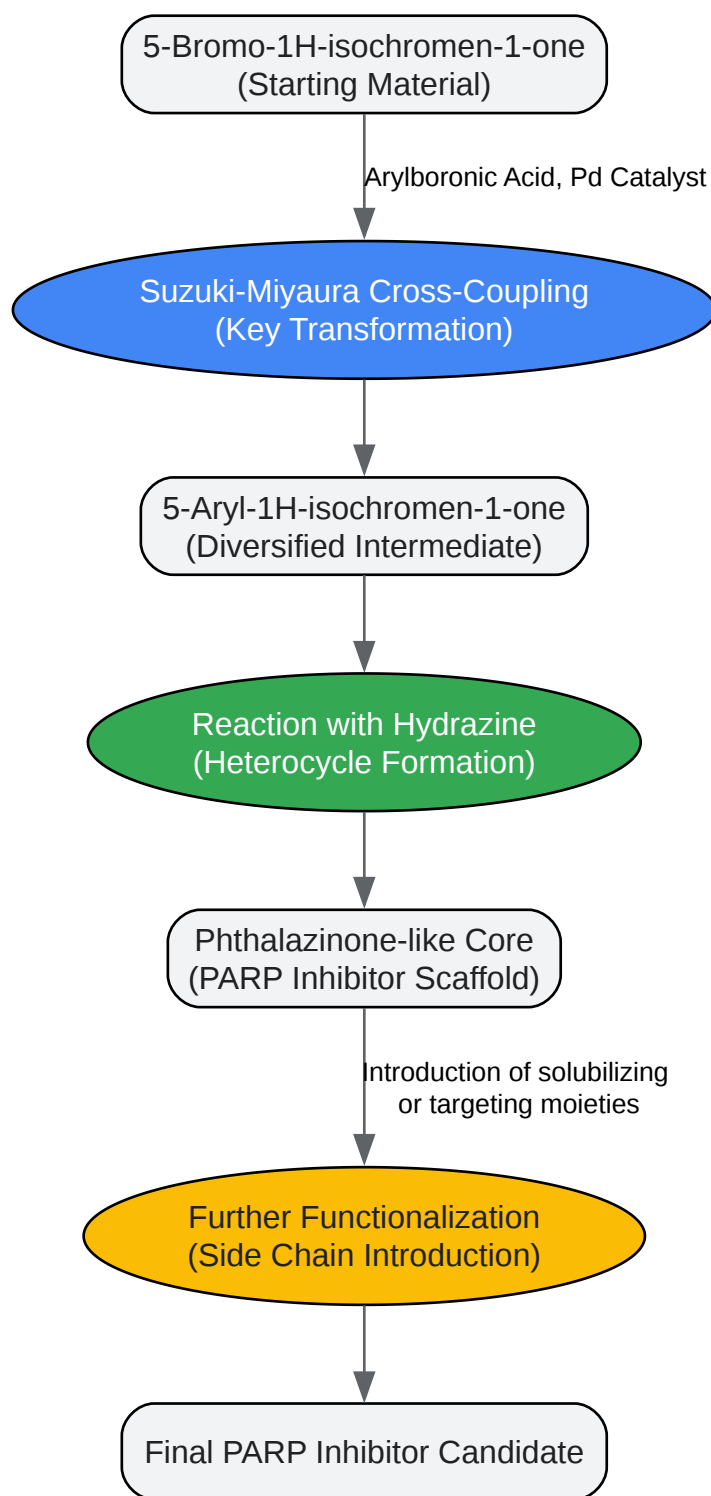 5-Bromo-1H-isochromen-1-one
(Starting Material)
Arylboronic Acid, Pd Catalyst
Suzuki-Miyaura Cross-Coupling
(Key Transformation)
5-Aryl-1H-isochromen-1-one
(Diversified Intermediate)
Reaction with Hydrazine
(Heterocycle Formation)
Phthalazinone-like Core
(PARP Inhibitor Scaffold)
Introduction of solubilizing
or targeting moieties
Further Functionalization
(Side Chain Introduction)
Final PARP Inhibitor Candidate